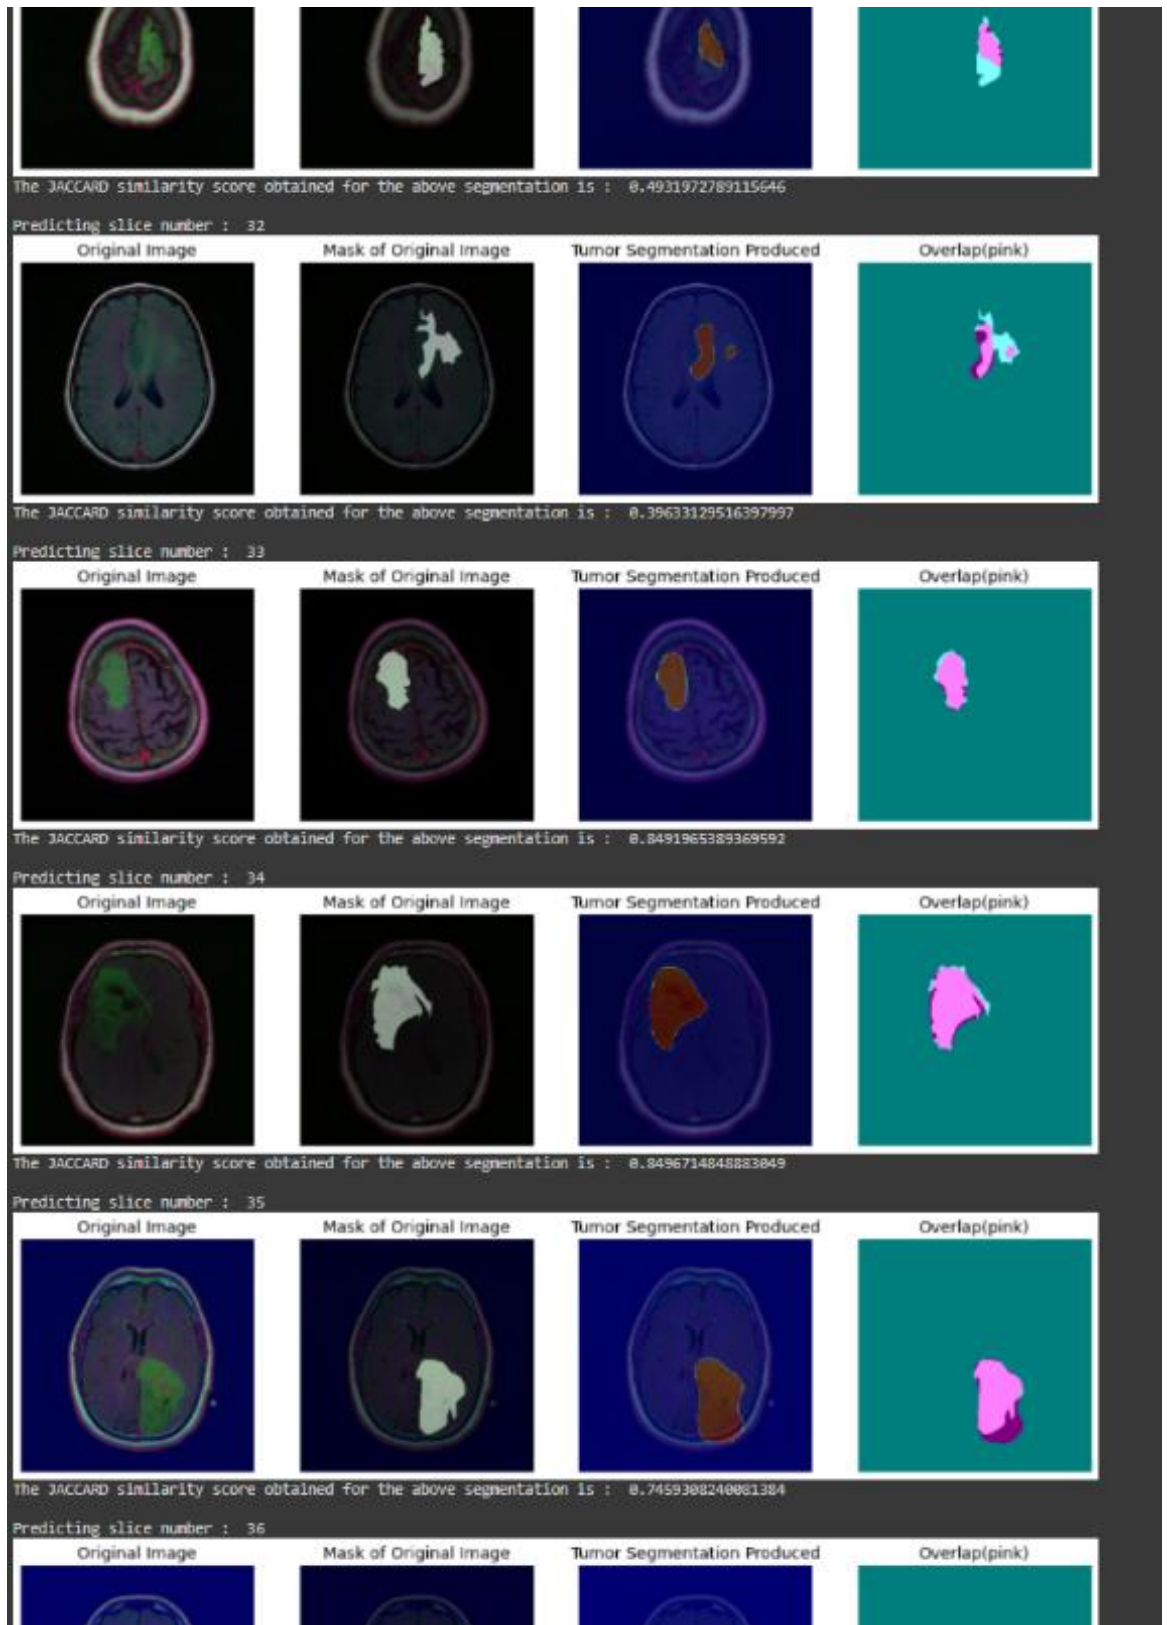 The JACCARD similarity score obtained for the above segmentation is :  0.4931972789115646
Predicting slice number :  32
Original Image Mask of Original Image Tumor Segmentation Produced Overlap(pink)
The JACCARD similarity score obtained for the above segmentation is :  0.39633129516397997
Predicting slice number :  33
Original Image Mask of Original Image Tumor Segmentation Produced Overlap(pink)
The JACCARD similarity score obtained for the above segmentation is :  0.8491965389369592
Predicting slice number :  34
Original Image Mask of Original Image Tumor Segmentation Produced Overlap(pink)
The JACCARD similarity score obtained for the above segmentation is :  0.8496714848883049
Predicting slice number :  35
Original Image Mask of Original Image Tumor Segmentation Produced Overlap(pink)
The JACCARD similarity score obtained for the above segmentation is :  0.7459308240081384
Predicting slice number :  36
Original Image Mask of Original Image Tumor Segmentation Produced Overlap(pink)